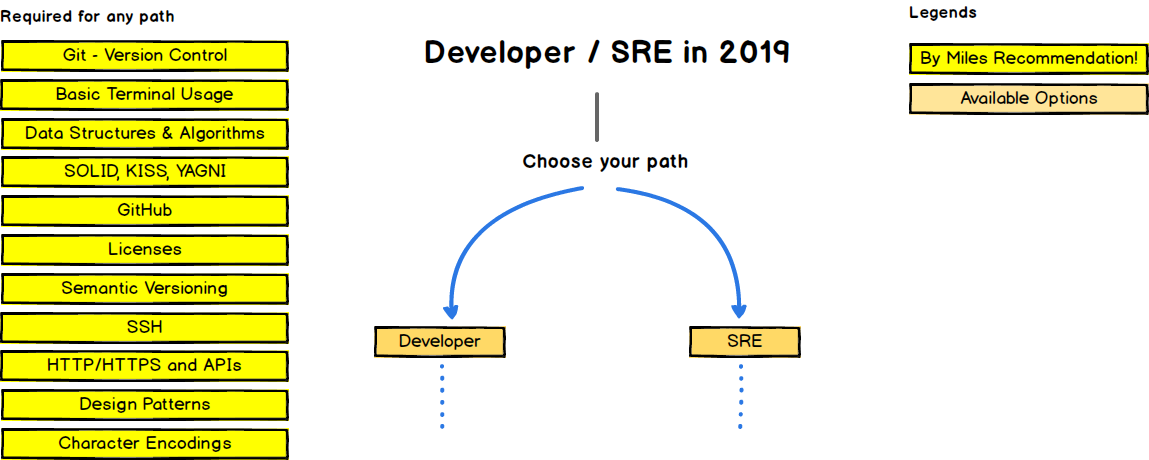 Required for any path
Git - Version Control
Basic Terminal Usage
Data Structures & Algorithms
SOLID, KISS, YAGNI
GitHub
Licenses
Semantic Versioning
SSH
HTTP/HTTPS and APIs
Design Patterns
Character Encodings
Developer / SRE in 2019
Choose your path
Developer
SRE
Legends
By Miles Recommendation!
Available Options